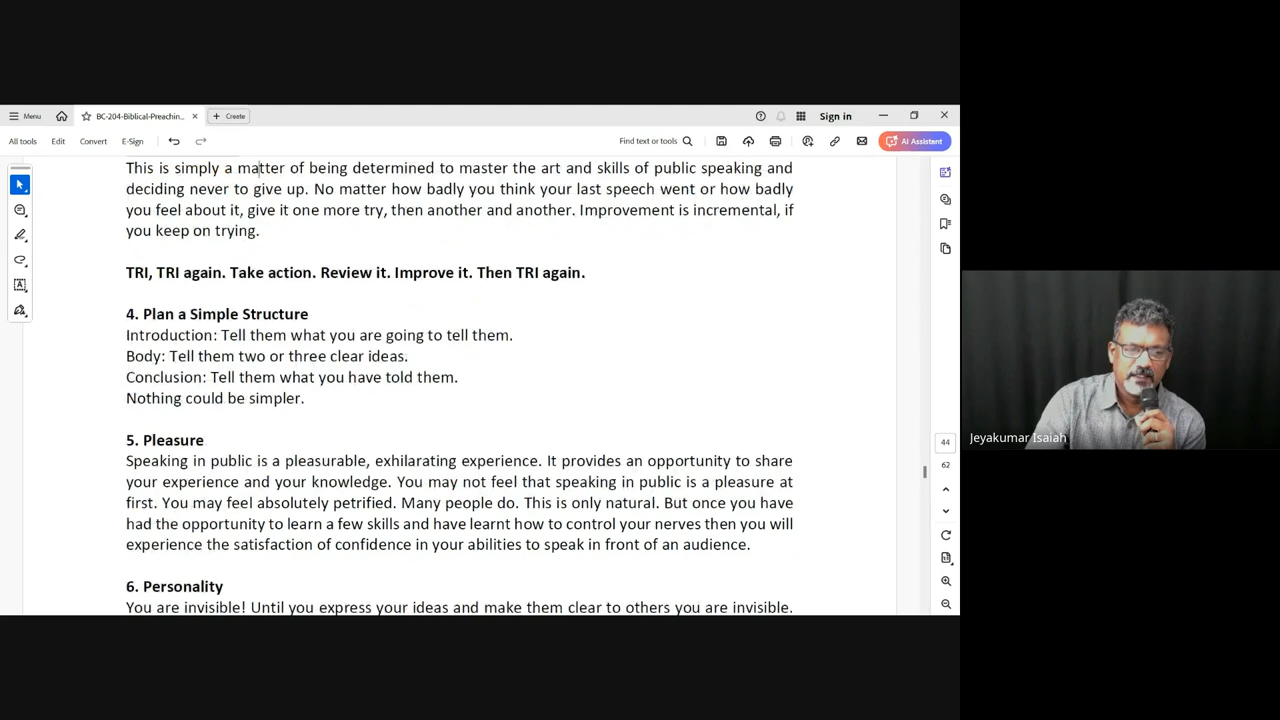 Menu
BC-204-Biblical-Preachin...
Create
Sign in
All tools
Edit
Convert
E-Sign
Find text or tools
AI Assistant
This is simply a matter of being determined to master the art and skills of public speaking and
deciding never to give up. No matter how badly you think your last speech went or how badly
you feel about it, give it one more try, then another and another. Improvement is incremental, if
you keep on trying.
TRI, TRI again. Take action. Review it. Improve it. Then TRI again.
4. Plan a Simple Structure
Introduction: Tell them what you are going to tell them.
Body: Tell them two or three clear ideas.
Conclusion: Tell them what you have told them.
Nothing could be simpler.
5. Pleasure
Speaking in public is a pleasurable, exhilarating experience. It provides an opportunity to share
your experience and your knowledge. You may not feel that speaking in public is a pleasure at
first. You may feel absolutely petrified. Many people do. This is only natural. But once you have
had the opportunity to learn a few skills and have learnt how to control your nerves then you will
experience the satisfaction of confidence in your abilities to speak in front of an audience.
6. Personality
You are invisible! Until you express your ideas and make them clear to others you are invisible.
44
62
Jeyakumar Isaiah